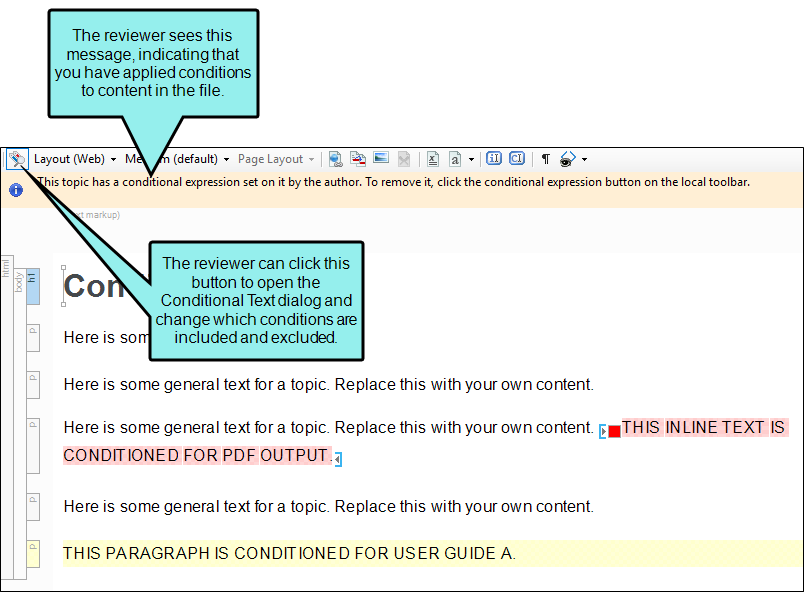 The reviewer sees this
message, indicating that
you have applied conditions
to content in the file.
Layout (Web)
(default)
Page Layout
This topic has a conditional expression set on it by the author. To remove it, click the conditional expression button on the local toolbar.
markup)
The reviewer can click this
button to open the
Conditional Text dialog and
change which conditions are
included and excluded.
html
body
h1
Con
p
Here is som
p
Here is some general text for a topic. Replace this with your own content.
p
Here is some general text for a topic. Replace this with your own content. THIS INLINE TEXT IS
CONDITIONED FOR PDF OUTPUT.
p
Here is some general text for a topic. Replace this with your own content.
p
THIS PARAGRAPH IS CONDITIONED FOR USER GUIDE A.